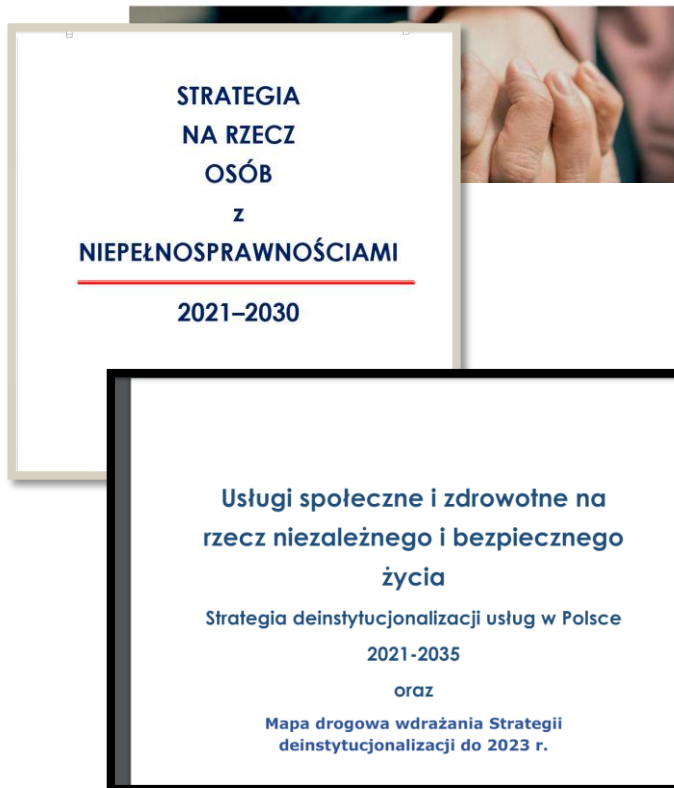 STRATEGIA
NA RZECZ
OSÓB
z
NIEPEŁNOSPRAWNOŚCIAMI
2021–2030
Usługi społeczne i zdrowotne na
rzecz niezależnego i bezpiecznego
życia
Strategia deinstytucjonalizacji usług w Polsce
2021-2035
oraz
Mapa drogowa wdrażania Strategii
deinstytucjonalizacji do 2023 r.